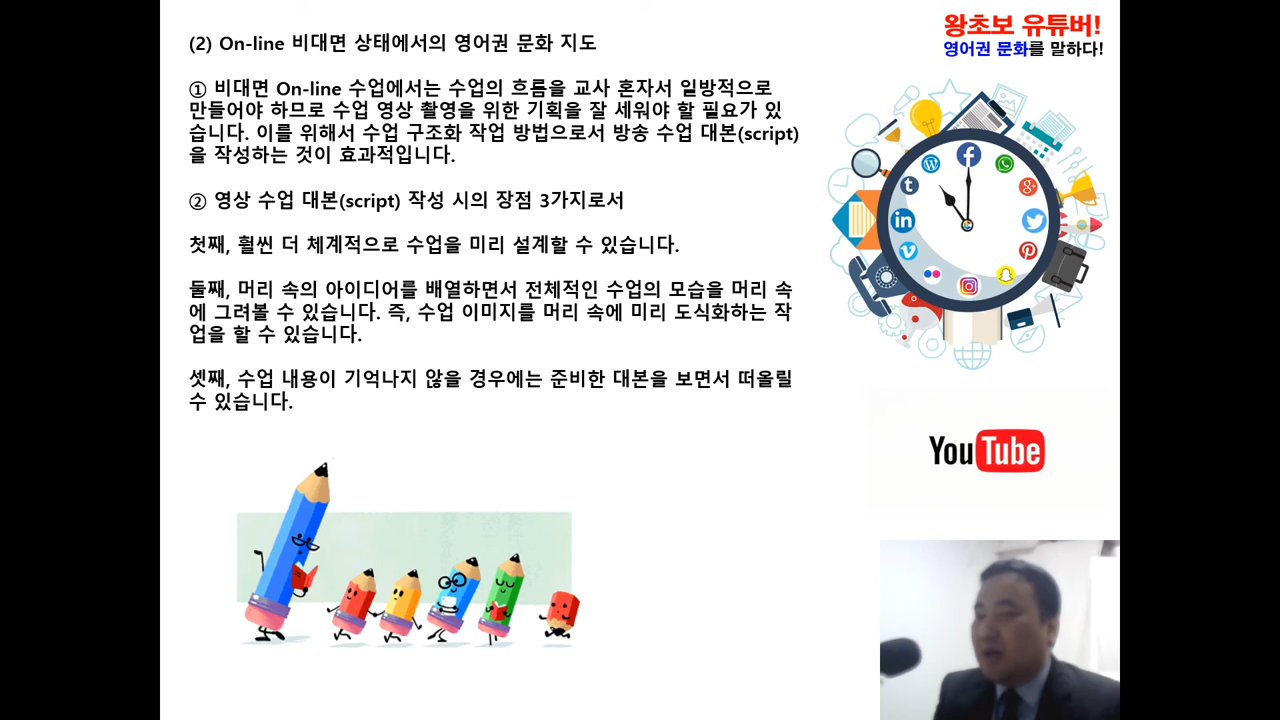 왕초보 유튜버!
영어권 문화를 말하다!
(2) On-line 비대면 상태에서의 영어권 문화 지도
① 비대면 On-line 수업에서는 수업의 흐름을 교사 혼자서 일방적으로
만들어야 하므로 수업 영상 촬영을 위한 기획을 잘 세워야 할 필요가 있
습니다. 이를 위해서 수업 구조화 작업 방법으로서 방송 수업 대본(script)
을 작성하는 것이 효과적입니다.
② 영상 수업 대본(script) 작성 시의 장점 3가지로서
첫째, 훨씬 더 체계적으로 수업을 미리 설계할 수 있습니다.
둘째, 머리 속의 아이디어를 배열하면서 전체적인 수업의 모습을 머리 속
에 그려볼 수 있습니다. 즉, 수업 이미지를 머리 속에 미리 도식화하는 작
업을 할 수 있습니다.
셋째, 수업 내용이 기억나지 않을 경우에는 준비한 대본을 보면서 떠올릴
수 있습니다.
YouTube